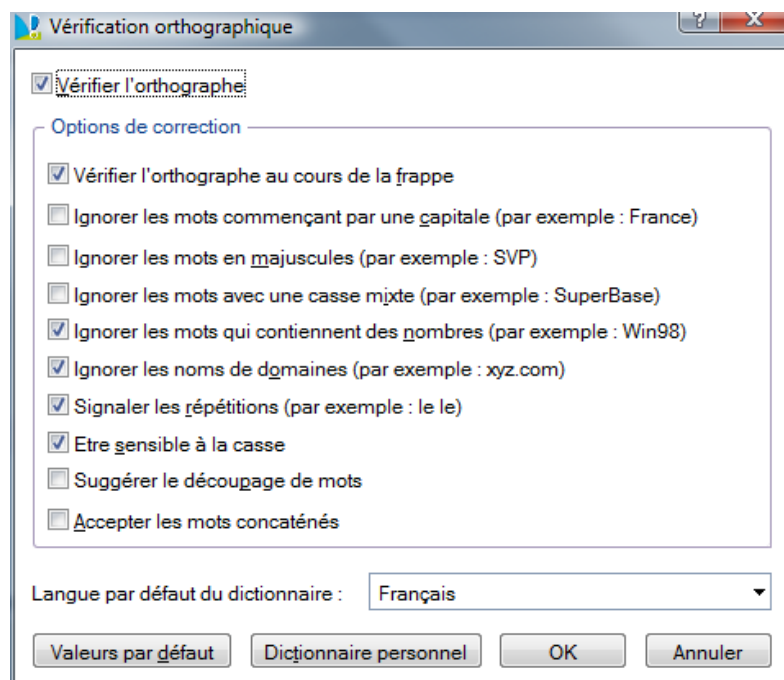 Vérification orthographique
Vérifier l'orthographe
Options de correction
Vérifier l'orthographe au cours de la frappe
Ignorer les mots commençant par une capitale (par exemple : France)
Ignorer les mots en majuscules (par exemple : SVP)
Ignorer les mots avec une casse mixte (par exemple : SuperBase)
Ignorer les mots qui contiennent des nombres (par exemple : Win98)
Ignorer les noms de domaines (par exemple : xyz.com)
Signaler les répétitions (par exemple : le le)
Etre sensible à la casse
Suggérer le découpage de mots
Accepter les mots concaténés
Langue par défaut du dictionnaire : Français
Valeurs par défaut Dictionnaire personnel OK Annuler